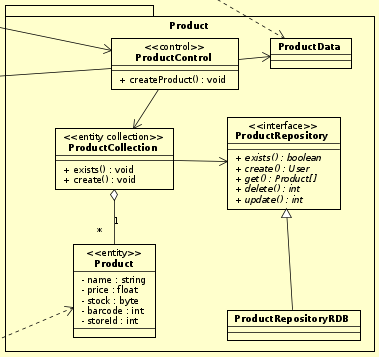 Product
<<control>>
ProductControl
+ createProduct() : void
ProductData
<<entity collection>>
ProductCollection
+ exists() : void
+ create() : void
<<interface>>
ProductRepository
+ exists() : boolean
+ create() : User
+ get() : Product[]
+ delete() : int
+ update() : int
1
*
<<entity>>
Product
- name : string
- price : float
- stock : byte
- barcode : int
- storeId : int
ProductRepositoryRDB